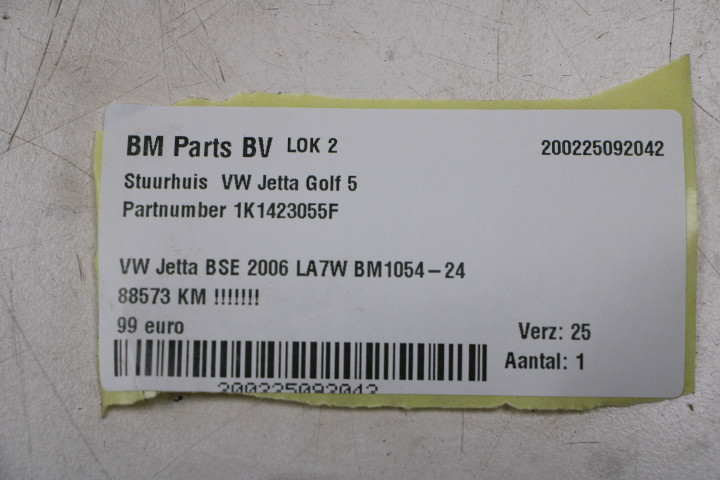 BM Parts BV LOK 2 200225092042
Stuurhuis VW Jetta Golf 5
Partnumber 1K1423055F
VW Jetta BSE 2006 LA7W BM1054-24
88573 KM !!!!!!!
99 euro
Verz: 25
Aantal: 1
200225092042